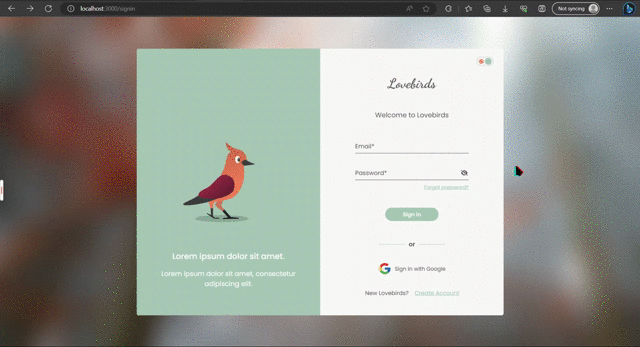 localhost:3000/signin
Not syncing
Lovebirds
Welcome to Lovebirds
Email*
Password*
Forgot password?
Sign in
or
Sign in with Google
New Lovebirds? Create Account
Lorem ipsum dolor sit amet.
Lorem ipsum dolor sit amet, consectetur
adipiscing elit.